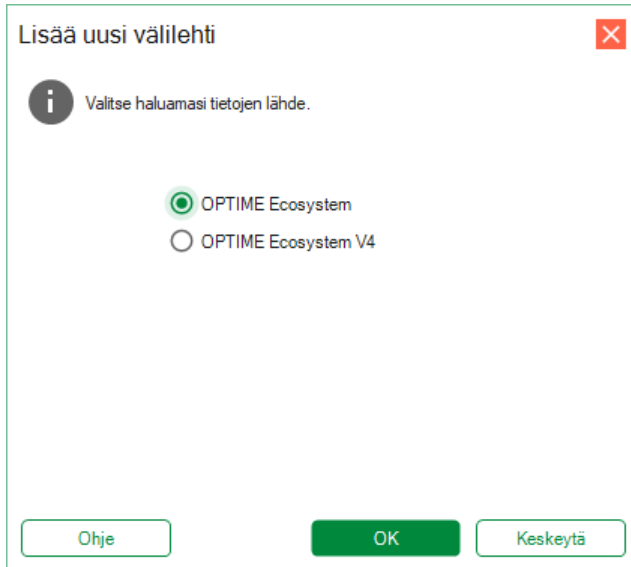 Lisää uusi välilehti
Valitse haluamasi tietojen lähde.
OPTIME Ecosystem
OPTIME Ecosystem V4
Ohje
OK
Keskeytä